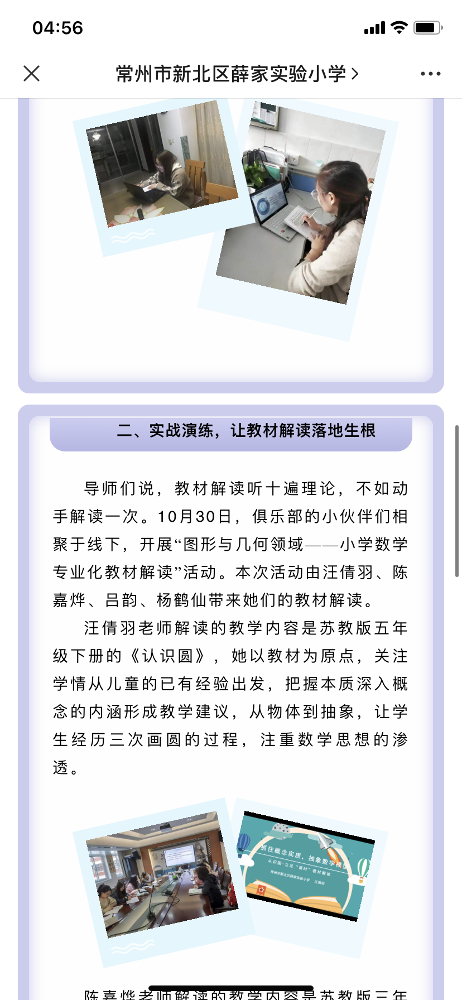 04:56
常州市新北区薛家实验小学
二、实战演练，让教材解读落地生根
导师们说，教材解读听十遍理论，不如动
手解读一次。10月30日，俱乐部的小伙伴们相
聚于线下，开展“图形与几何领域——小学数学
专业化教材解读”活动。本次活动由汪倩羽、陈
嘉烨、吕韵、杨鹤仙带来她们的教材解读。
汪倩羽老师解读的教学内容是苏教版五年
级下册的《认识圆》，她以教材为原点，关注
学情从儿童的已有经验出发，把握本质深入概
念的内涵形成教学建议，从物体到抽象，让学
生经历三次画圆的过程，注重数学思想的渗
透。
抓住概念实质，抽象数学模型
认识圆-立足“课时”教材解读
常州市新北区薛家实验小学 汪倩羽
陈嘉烨老师解读的教学内容是苏教版三年